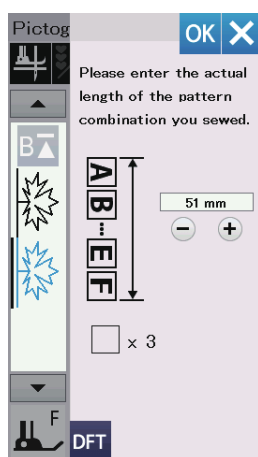 Pictog
OK
Please enter the actual
length of the pattern
combination you sewed.
B
A
B
E
F
51 mm
x 3
F
DFT